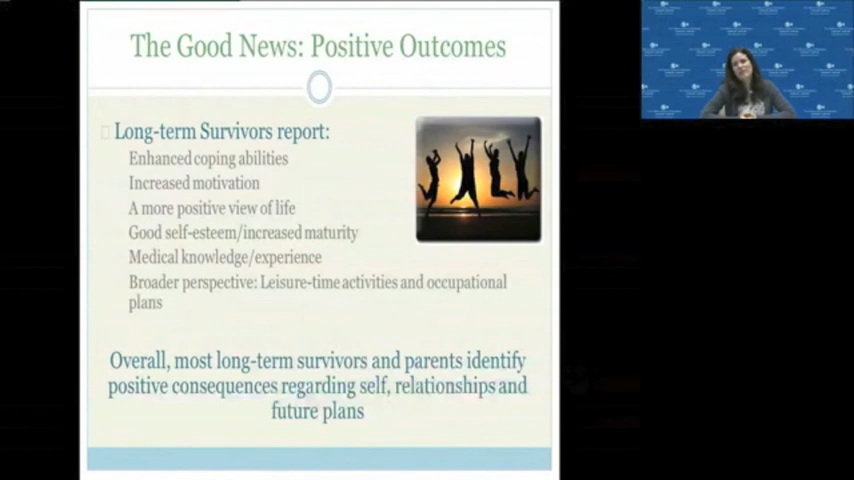 The Good News: Positive Outcomes
Long-term Survivors report:
Enhanced coping abilities
Increased motivation
A more positive view of life
Good self-esteem/increased maturity
Medical knowledge/experience
Broader perspective: Leisure-time activities and occupational
plans
Overall, most long-term survivors and parents identify
positive consequences regarding self, relationships and
future plans